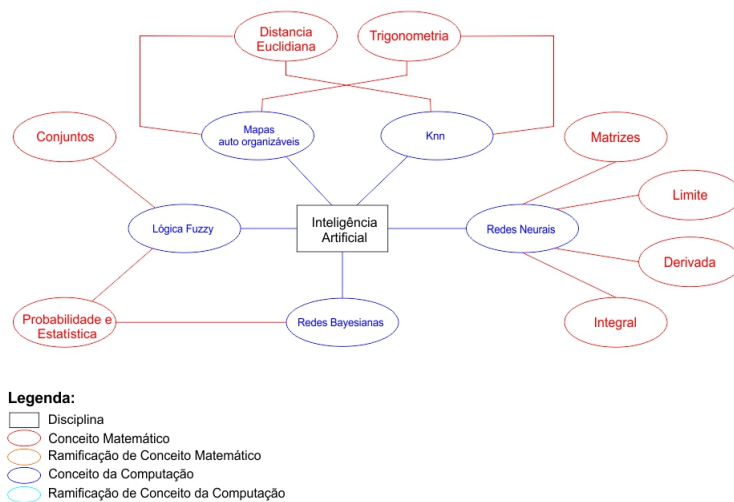 Distancia
Euclidiana
Trigonometria
Conjuntos
Mapas
auto organizáveis
Knn
Matrizes
Limite
Lógica Fuzzy
Inteligência
Artificial
Redes Neurais
Derivada
Probabilidade e
Estatística
Redes Bayesianas
Integral
Legenda:
Disciplina
Conceito Matemático
Ramificação de Conceito Matemático
Conceito da Computação
Ramificação de Conceito da Computação